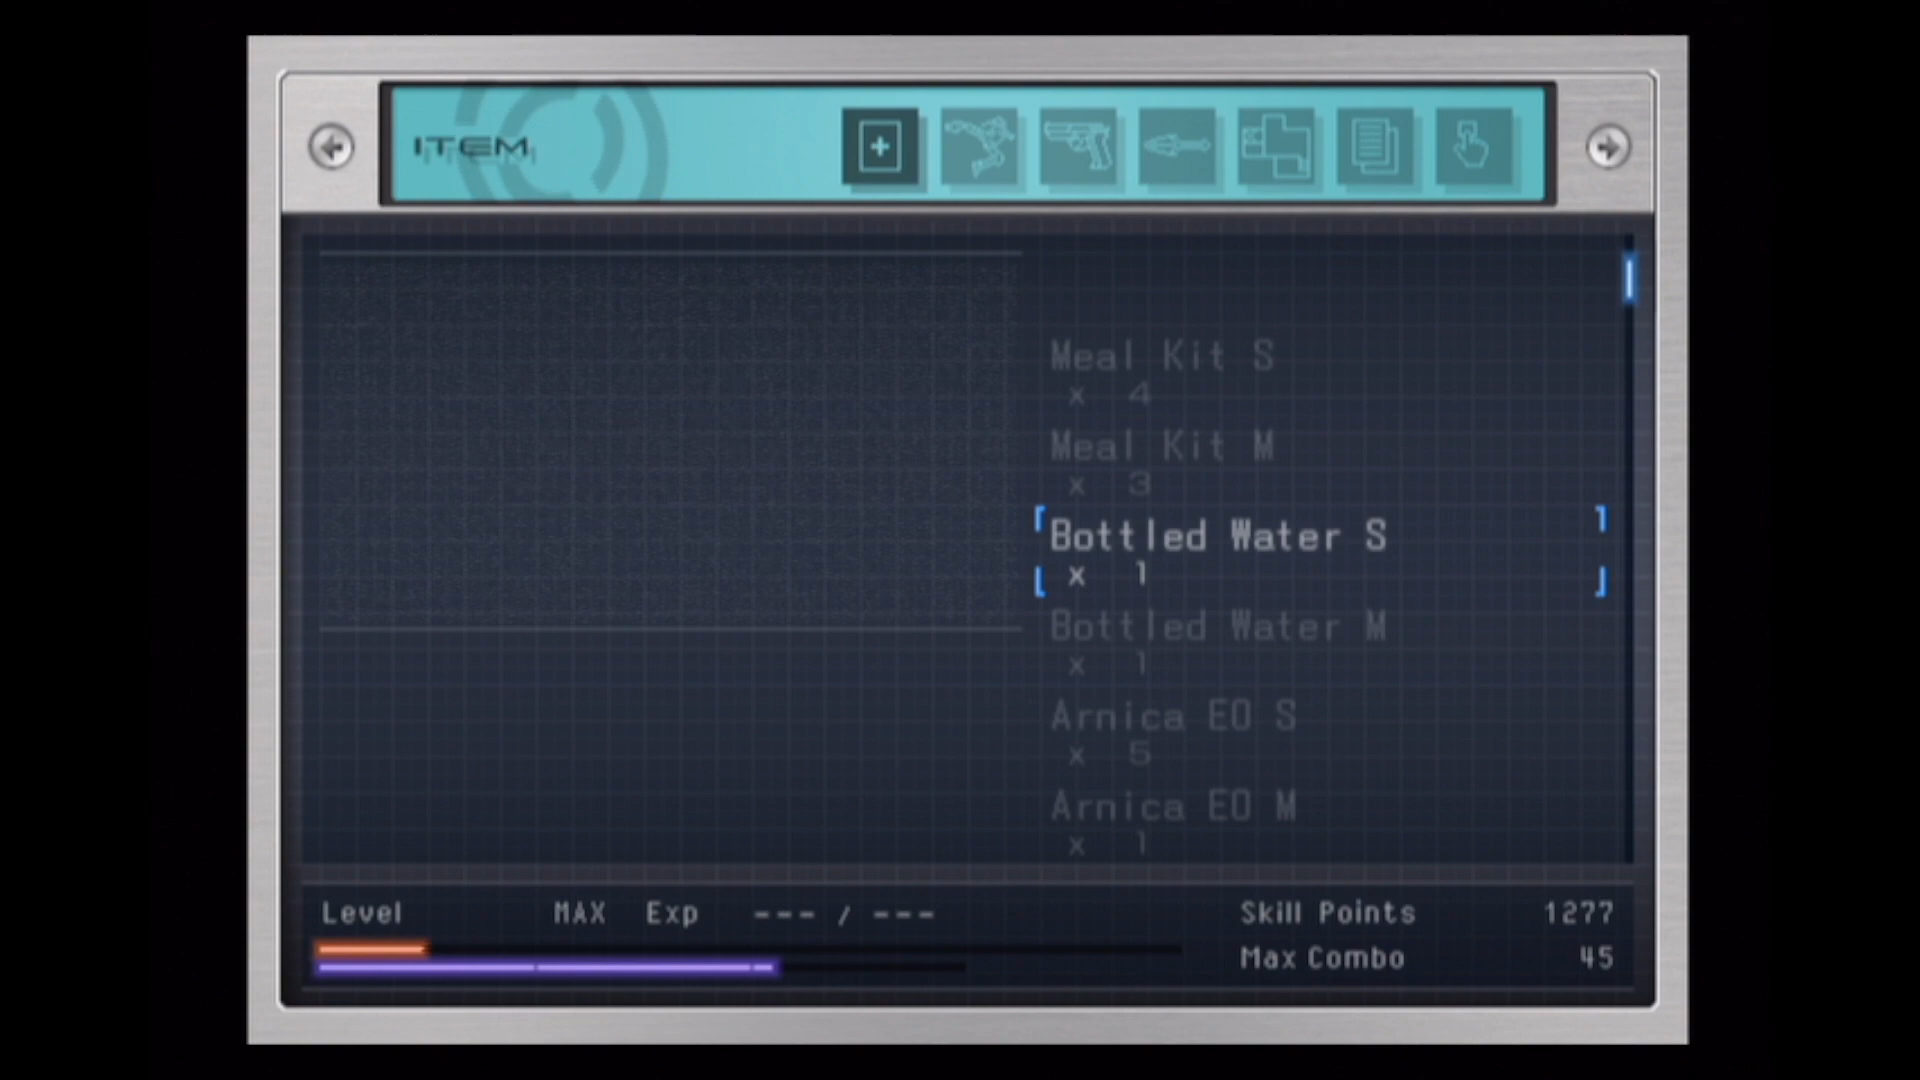 ITEM
Meal Kit S
x 4
Meal Kit M
x 3
Bottled Water S
x 1
Bottled Water M
x 1
Arnica EO S
x 5
Arnica EO M
x 1
Level MAX Exp --- / --- Skill Points 1277
Max Combo 45